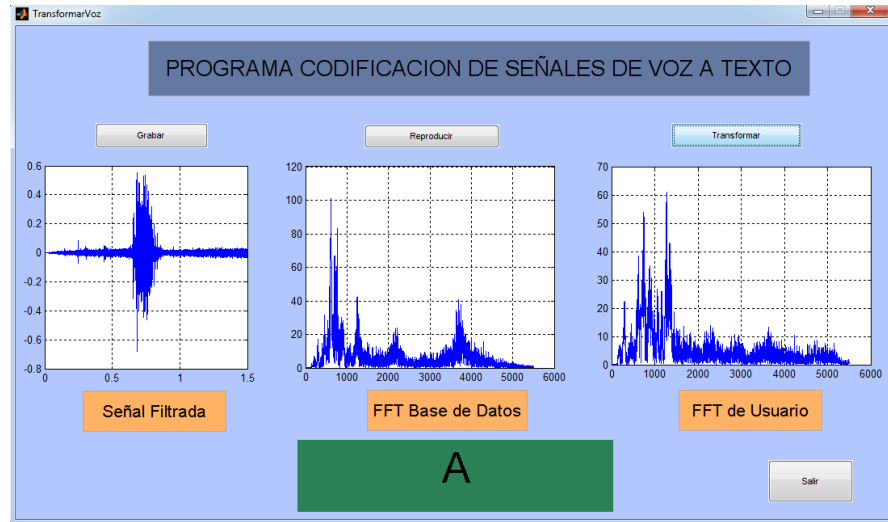 TransformarVoz
PROGRAMA CODIFICACION DE SEÑALES DE VOZ A TEXTO
Grabar
Reproducir
Transformar
0.6
0.4
0.2
0
-0.2
-0.4
-0.6
-0.8
0 0.5 1 1.5
120
100
80
60
40
20
0
0 1000 2000 3000 4000 5000 6000
70
60
50
40
30
20
10
0
0 1000 2000 3000 4000 5000 6000
Señal Filtrada
FFT Base de Datos
FFT de Usuario
A
Salir